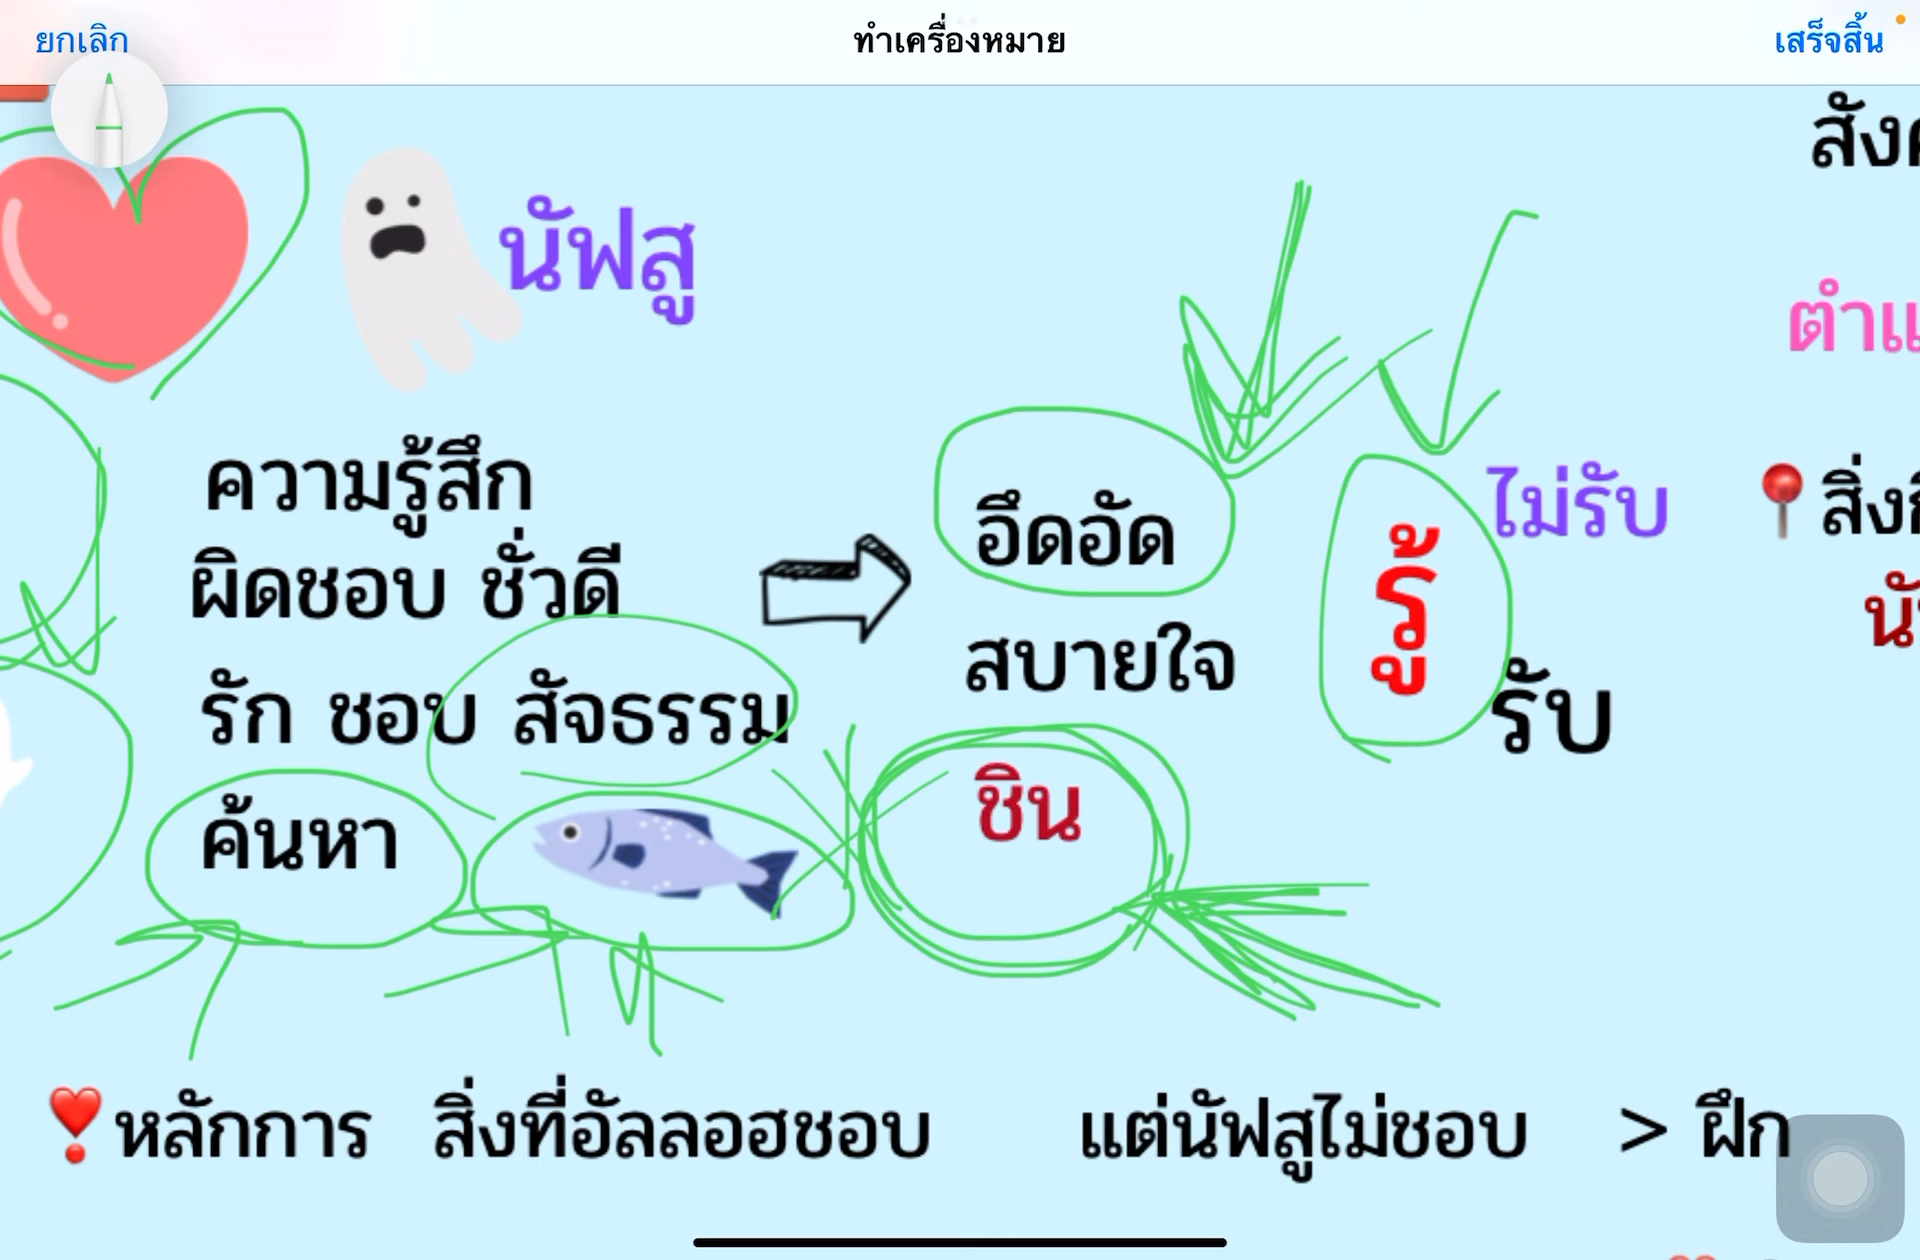 ยกเลิก
ทำเครื่องหมาย
เสร็จสิ้น
นัฟสู
ความรู้สึก
ผิดชอบ ชั่วดี
รัก ชอบ สัจธรรม
ค้นหา
อึดอัด
สบายใจ
ชิน
รู้
ไม่รับ
รับ
หลักการ สิ่งที่อัลลอฮชอบ แต่นัฟสูไม่ชอบ > ฝึก